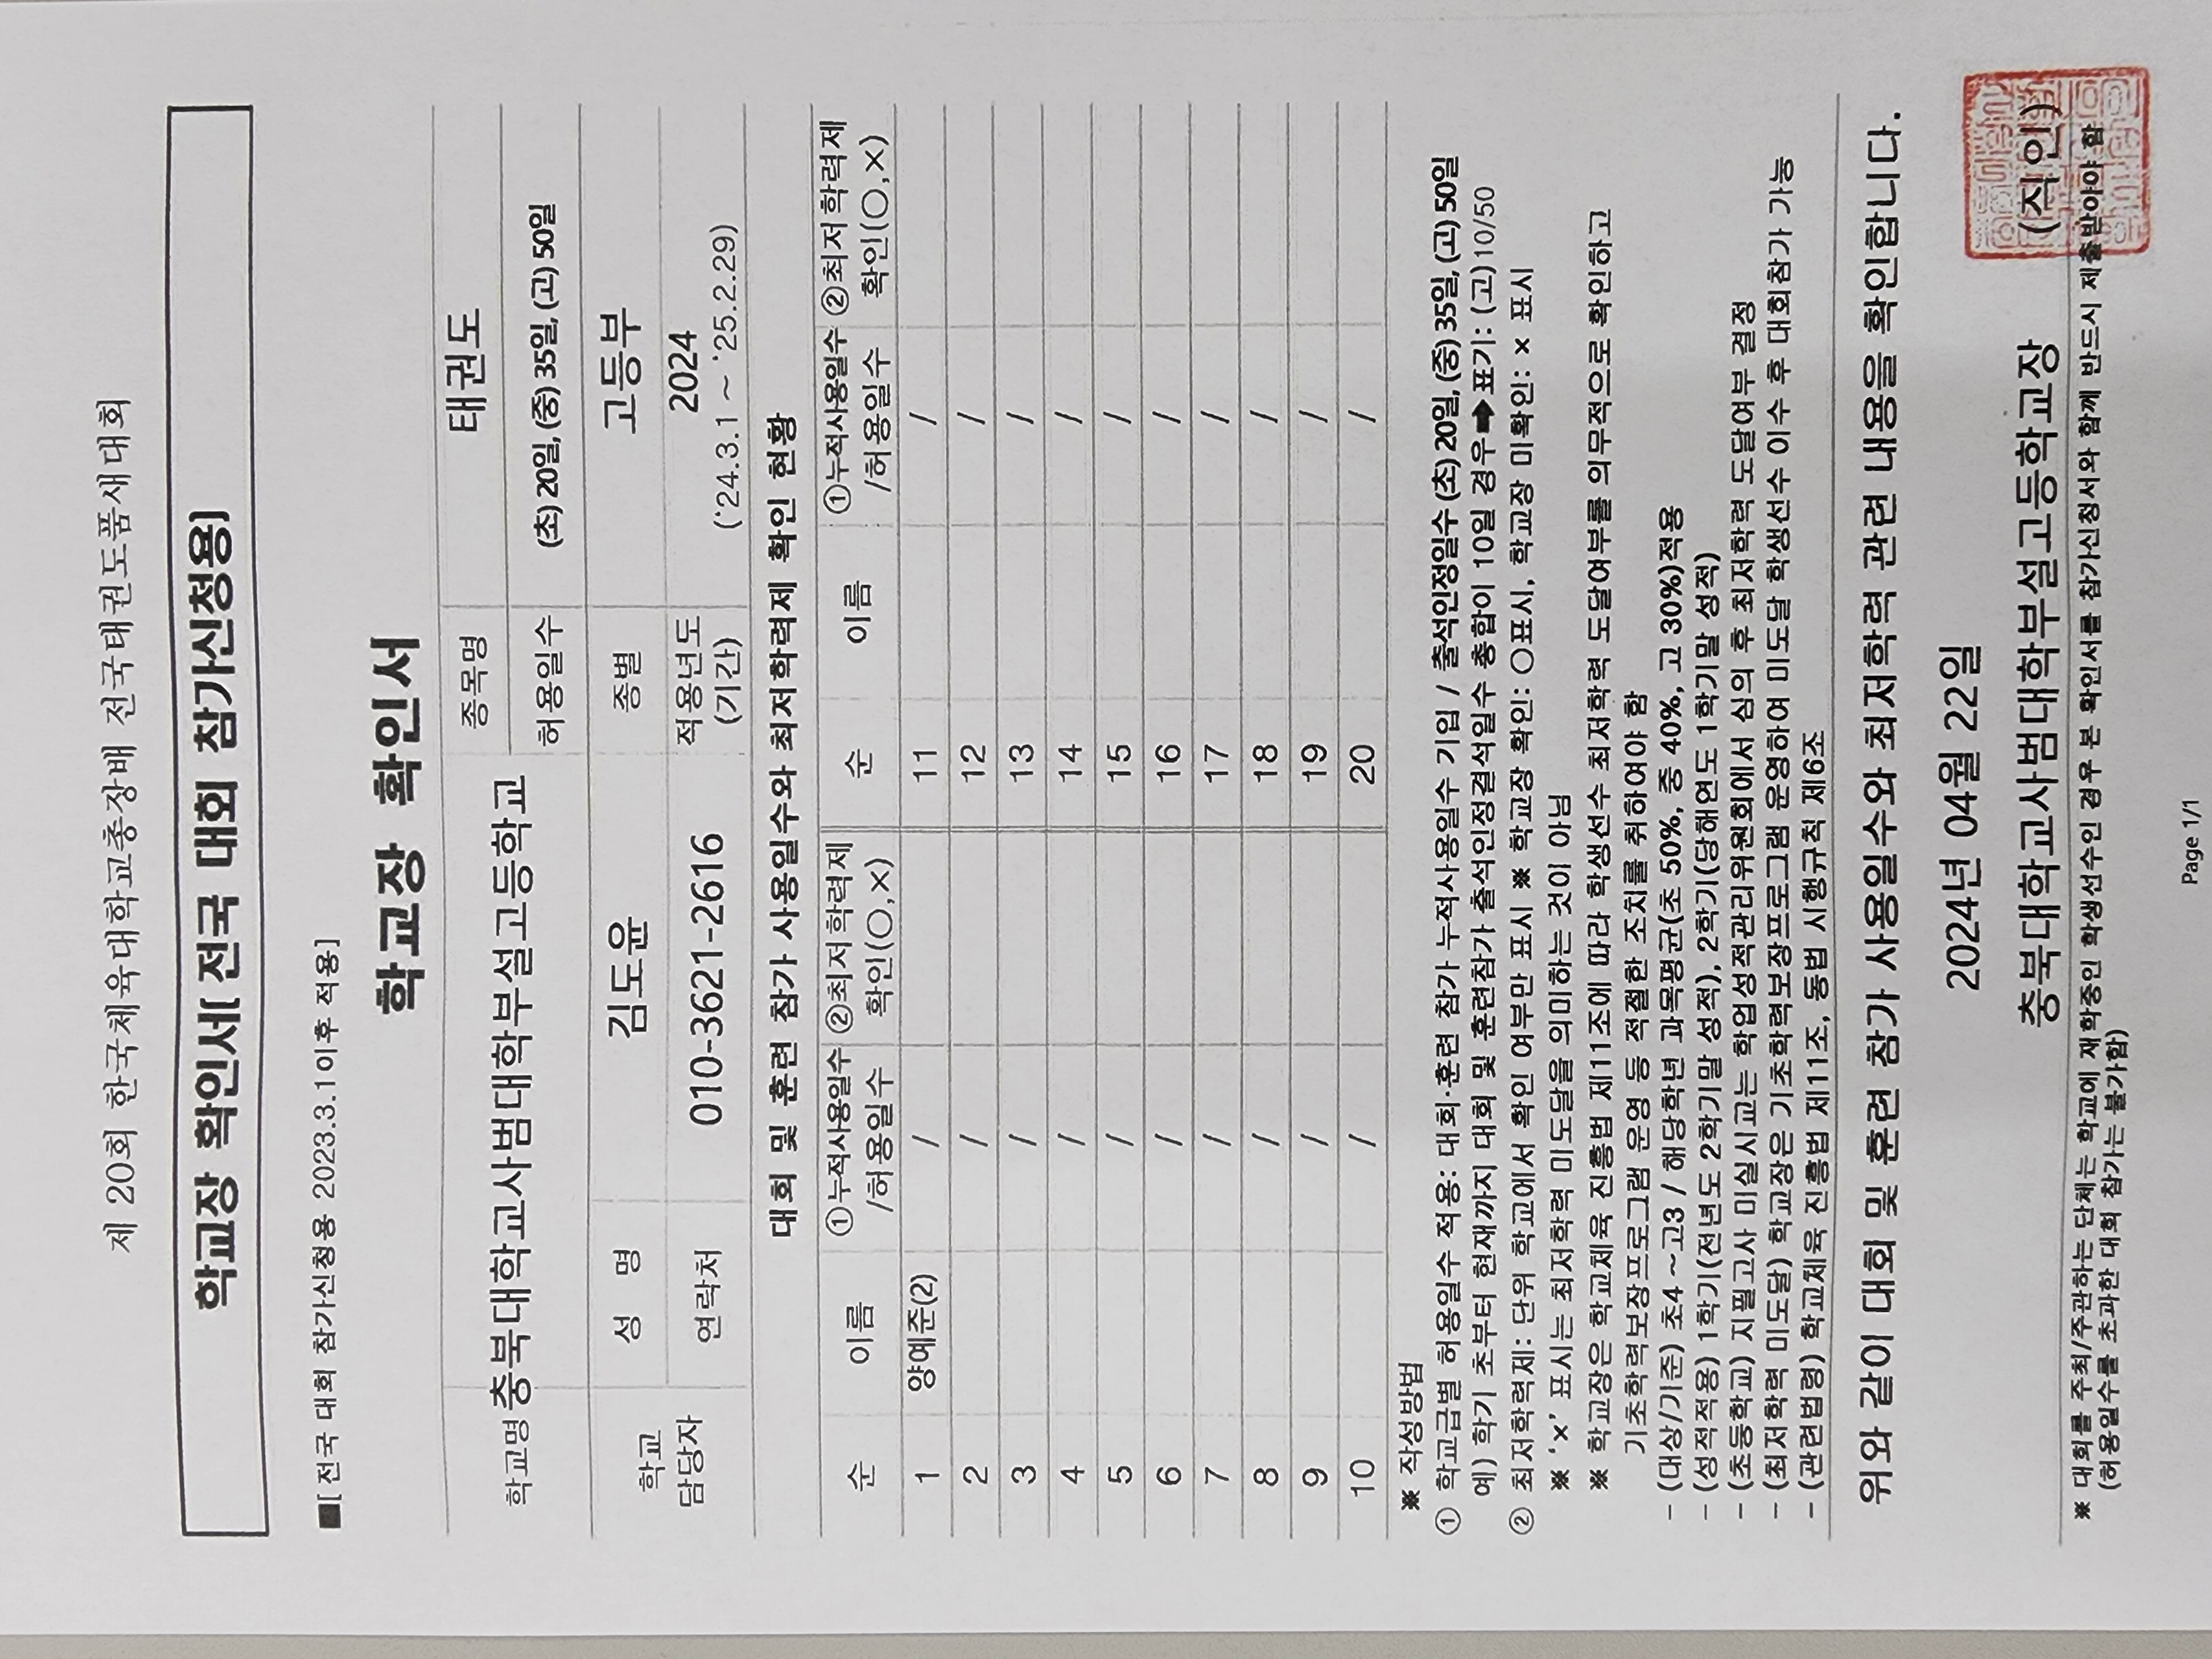 제 20회 한국체육대학교총장배 전국태권도품새대회
학교장 확인서[전국 대회 참가신청용]
■[전국 대회 참가신청용 2023.3.1이후 적용]
학교장 확인서
학교명 충북대학교사범대학부설고등학교 종목명 태권도
허용일수 (초)20일, (중)35일, (고)50일
학교 담당자 성 명 김도윤 종별 고등부
연락처 010-3621-2616 적용년도 (기간) 2024 ('24.3.1 ~ '25.2.29)
대회 및 훈련 참가 사용일수와 최저학력제 확인 현황
순 이름 ①누적사용일수 /허용일수 ②최저학력제 확인(○,×) 순 이름 ①누적사용일수 /허용일수 ②최저학력제 확인(○,×)
1 양예준(2) / 11 /
2 / 12 /
3 / 13 /
4 / 14 /
5 / 15 /
6 / 16 /
7 / 17 /
8 / 18 /
9 / 19 /
10 / 20 /
※ 작성방법
① 학교급별 허용일수 적용: 대회·훈련 참가 누적사용일수 기입 / 출석인정일수 (초)20일, (중)35일, (고)50일
예) 학기 초부터 현재까지 대회 및 훈련참가 출석인정결석일수 총합이 10일 경우➡표기: (고)10/50
② 최저학력제: 단위 학교에서 확인 여부만 표시 ※ 학교장 확인: ○표시, 학교장 미확인: × 표시
※ '×' 표시는 최저학력 미도달을 의미하는 것이 아님
※ 학교장은 학교체육 진흥법 제11조에 따라 학생선수 최저학력 도달여부를 의무적으로 확인하고
기초학력보장프로그램 운영 등 적절한 조치를 취하여야 함
- (대상/기준) 초4 ~고3 / 해당학년 과목평균(초 50%, 중 40%, 고 30%)적용
- (성적적용) 1학기(전년도 2학기말 성적), 2학기(당해연도 1학기말 성적)
- (초등학교) 지필고사 미실시교는 학업성적관리위원회에서 심의 후 최저학력 도달여부 결정
- (최저학력 미도달) 학교장은 기초학력보장프로그램 운영하여 미도달 학생선수 이수 후 대회참가 가능
- (관련법령) 학교체육 진흥법 제11조, 동법 시행규칙 제6조
위와 같이 대회 및 훈련 참가 사용일수와 최저학력 관련 내용을 확인합니다.
2024년 04월 22일
충북대학교사범대학부설고등학교장 (직인)
※ 대회를 주최/주관하는 단체는 학교에 재학중인 학생선수인 경우 본 확인서를 참가신청서와 함께 반드시 제출받아야 함
(허용일수를 초과한 대회 참가는 불가함)
Page 1/1